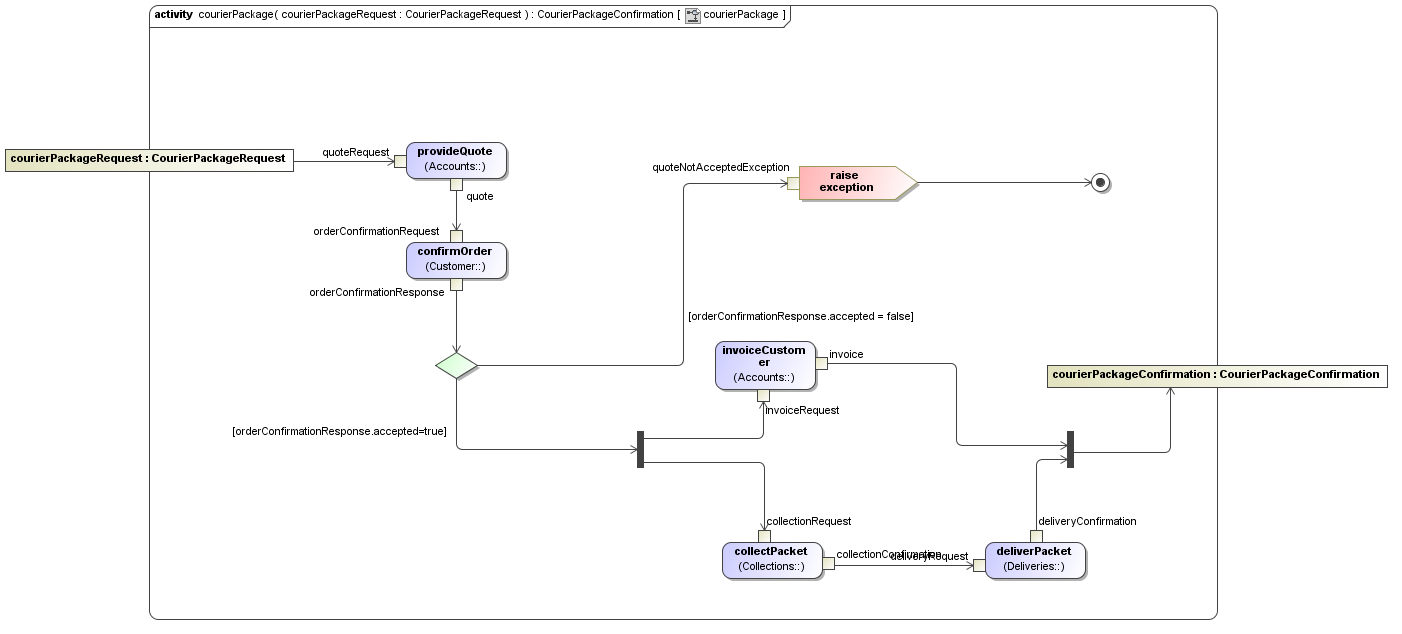 activity courierPackage( courierPackageRequest : CourierPackageRequest ) : CourierPackageConfirmation [ courierPackage ]
courierPackageRequest : CourierPackageRequest
quoteRequest
provideQuote
(Accounts::)
quote
quoteNotAcceptedException
raise
exception
orderConfirmationRequest
confirmOrder
(Customer::)
orderConfirmationResponse
[orderConfirmationResponse.accepted = false]
invoiceCustom
er
(Accounts::)
invoice
invoiceRequest
courierPackageConfirmation : CourierPackageConfirmation
[orderConfirmationResponse.accepted=true]
collectionRequest
collectPacket
(Collections::)
collectionConfirmation
deliveryRequest
deliveryConfirmation
deliverPacket
(Deliveries::)